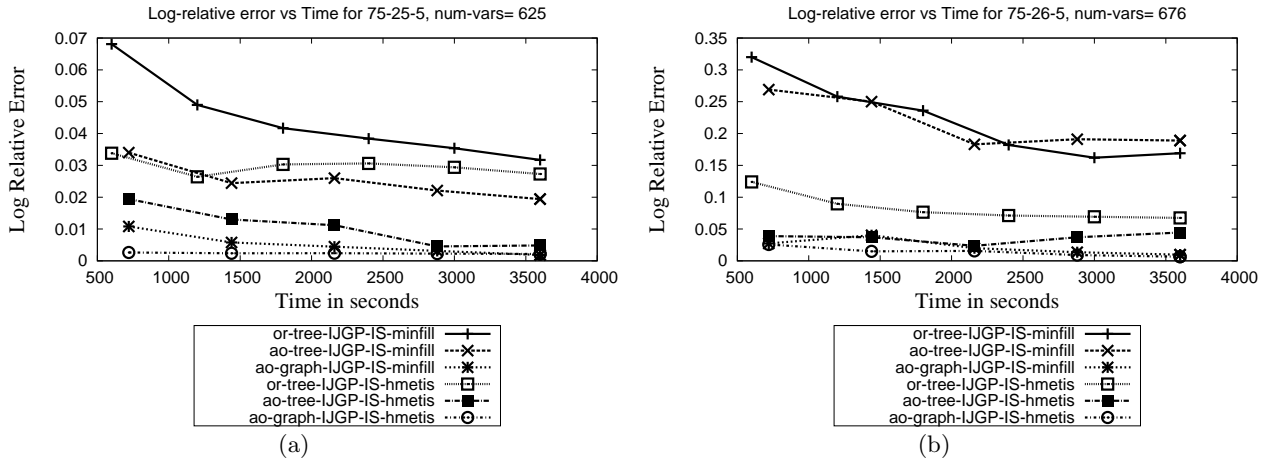 Log-relative error vs Time for 75-25-5, num-vars= 625
Log Relative Error
0.07
0.06
0.05
0.04
0.03
0.02
0.01
0
500 1000 1500 2000 2500 3000 3500 4000
Time in seconds
or-tree-IJGP-IS-minfill
ao-tree-IJGP-IS-minfill
ao-graph-IJGP-IS-minfill
or-tree-IJGP-IS-hmetis
ao-tree-IJGP-IS-hmetis
ao-graph-IJGP-IS-hmetis
(a)
Log-relative error vs Time for 75-26-5, num-vars= 676
Log Relative Error
0.35
0.3
0.25
0.2
0.15
0.1
0.05
0
500 1000 1500 2000 2500 3000 3500 4000
Time in seconds
or-tree-IJGP-IS-minfill
ao-tree-IJGP-IS-minfill
ao-graph-IJGP-IS-minfill
or-tree-IJGP-IS-hmetis
ao-tree-IJGP-IS-hmetis
ao-graph-IJGP-IS-hmetis
(b)